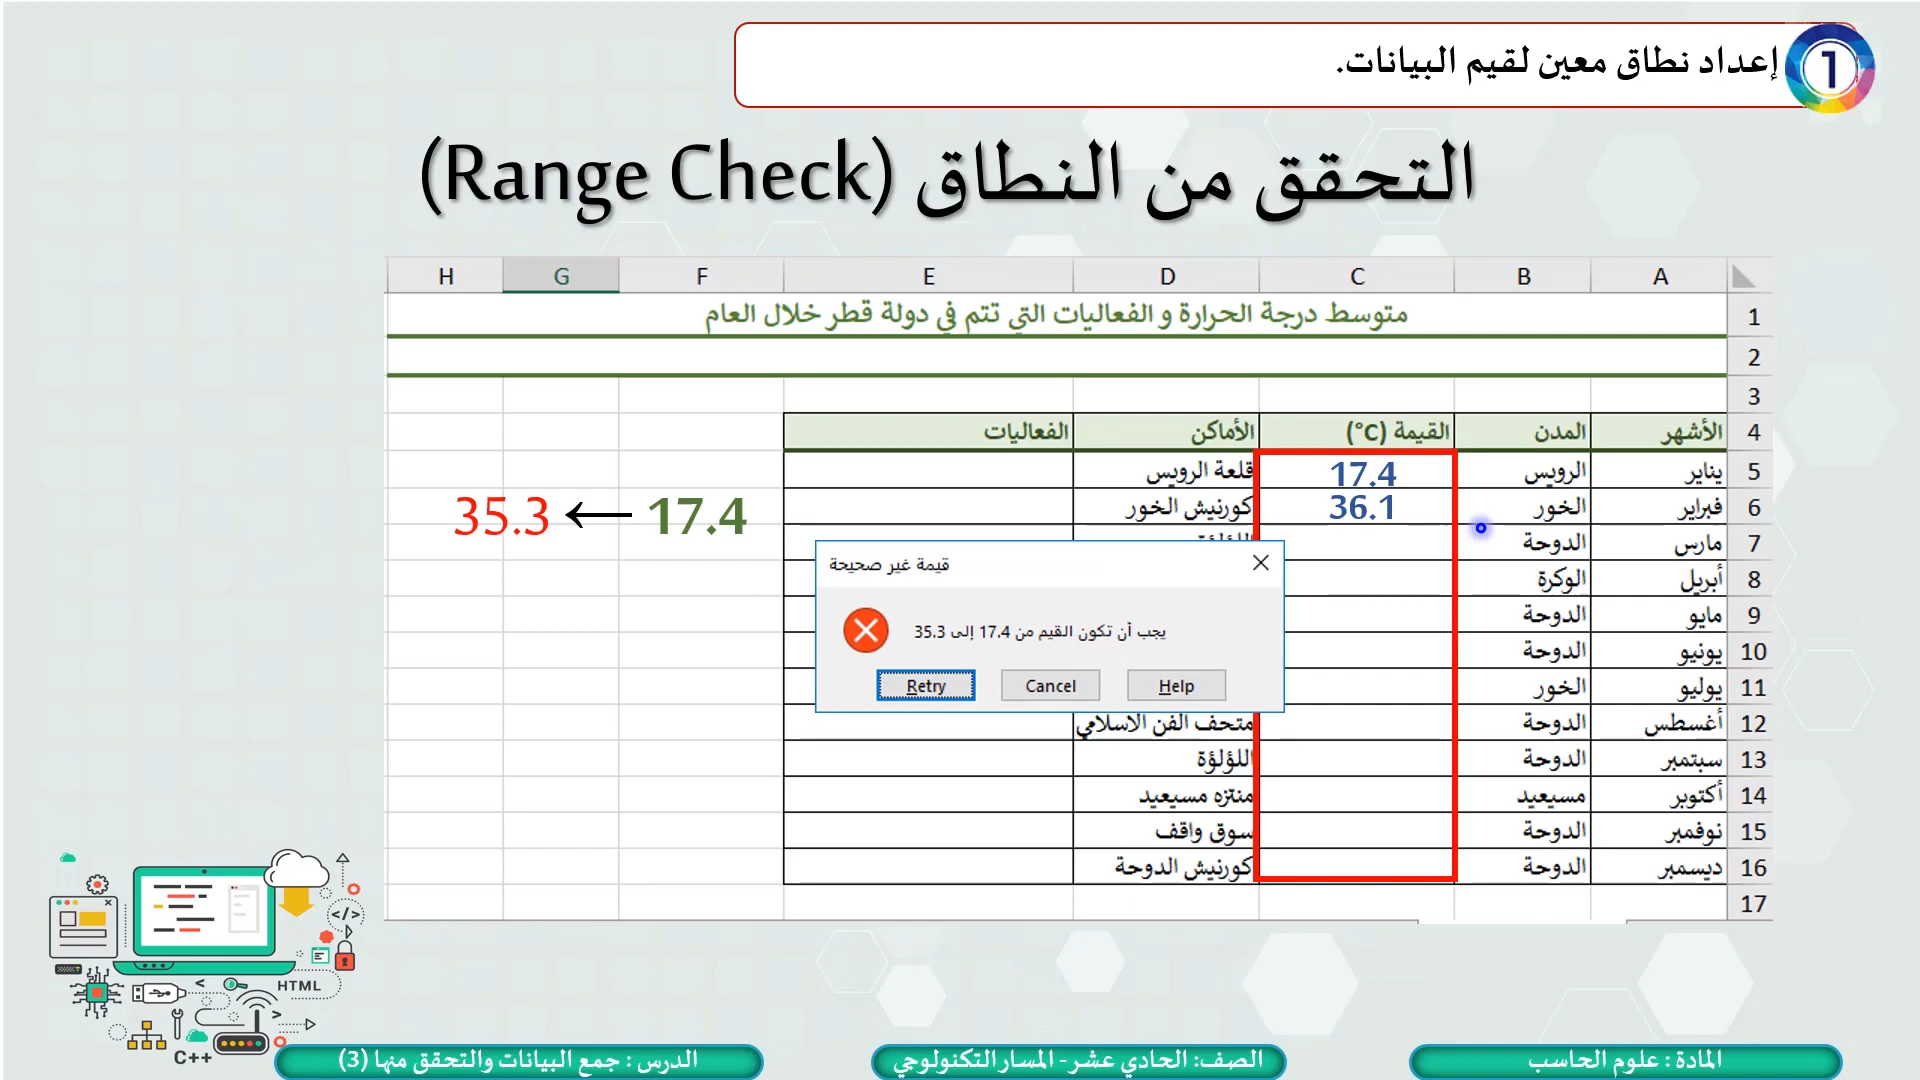 إعداد نطاق معين لقيم البيانات.
1
التحقق من النطاق (Range Check)
A B C D E F G H
1 متوسط درجة الحرارة و الفعاليات التي تتم في دولة قطر خلال العام
2
3
4 الأشهر المدن القيمة (°C) الأماكن الفعاليات
5 يناير الرويس 17.4 قلعة الرويس
6 فبراير الخور 36.1 كورنيش الخور
17.4 ← 35.3
7 مارس الدوحة
8 أبريل الوكرة
9 مايو الدوحة
10 يونيو الدوحة
11 يوليو الخور
12 أغسطس الدوحة متحف الفن الاسلامي
13 سبتمبر الدوحة اللؤلؤة
14 أكتوبر مسيعيد منتزه مسيعيد
15 نوفمبر الدوحة سوق واقف
16 ديسمبر الدوحة كورنيش الدوحة
17
قيمة غير صحيحة
يجب أن تكون القيم من 17.4 إلى 35.3
Retry Cancel Help
</>
HTML
C++
المادة : علوم الحاسب
الصف: الحادي عشر- المسار التكنولوجي
الدرس : جمع البيانات والتحقق منها (3)